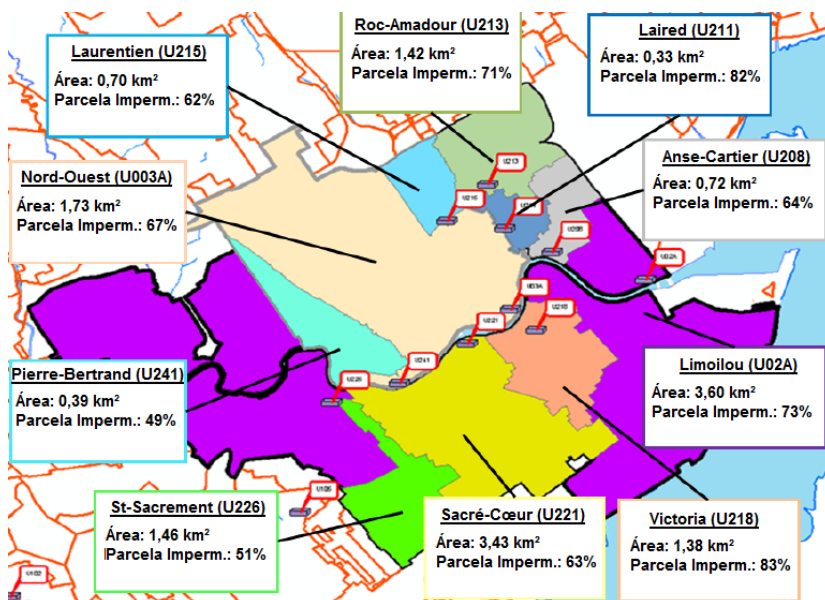 Roc-Amadour (U213)
Área: 1,42 km²
Parcela Imperm.: 71%
Laurentien (U215)
Área: 0,70 km²
Parcela Imperm.: 62%
Laired (U211)
Área: 0,33 km²
Parcela Imperm.: 82%
Nord-Ouest (U003A)
Área: 1,73 km²
Parcela Imperm.: 67%
Anse-Cartier (U208)
Área: 0,72 km²
Parcela Imperm.: 64%
U213
U215
U208
U02A
U03A
U218
U221
U241
U226
Pierre-Bertrand (U241)
Área: 0,39 km²
Parcela Imperm.: 49%
Limoilou (U02A)
Área: 3,60 km²
Parcela Imperm.: 73%
U105
St-Sacrement (U226)
Área: 1,46 km²
Parcela Imperm.: 51%
Sacré-Cœur (U221)
Área: 3,43 km²
Parcela Imperm.: 63%
Victoria (U218)
Área: 1,38 km²
Parcela Imperm.: 83%
U102